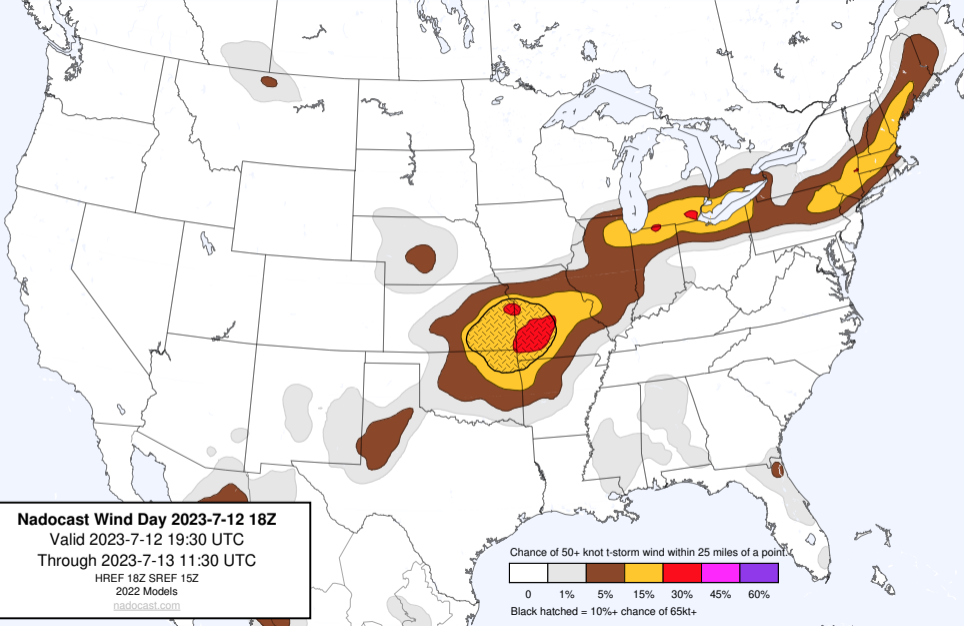 Nadocast Wind Day 2023-7-12 18Z
Valid 2023-7-12 19:30 UTC
Through 2023-7-13 11:30 UTC
HREF 18Z SREF 15Z
2022 Models
nadocast.com
Chance of 50+ knot t-storm wind within 25 miles of a point.
0 1% 5% 15% 30% 45% 60%
Black hatched = 10%+ chance of 65kt+